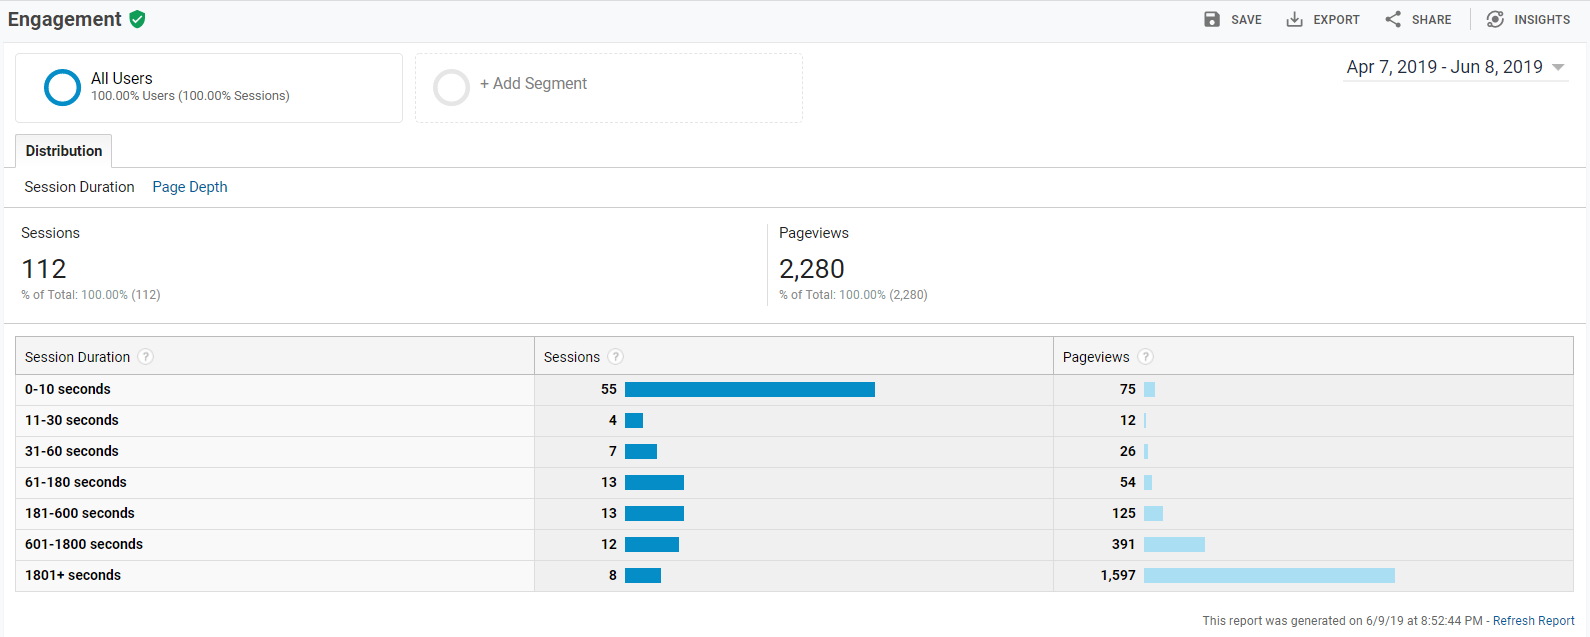 Engagement
SAVE EXPORT SHARE INSIGHTS
All Users
100.00% Users (100.00% Sessions)
+ Add Segment
Apr 7, 2019 - Jun 8, 2019
Distribution
Session Duration Page Depth
Sessions
112
% of Total: 100.00% (112)
Pageviews
2,280
% of Total: 100.00% (2,280)
Session Duration ? Sessions ? Pageviews ?
0-10 seconds 55 75
11-30 seconds 4 12
31-60 seconds 7 26
61-180 seconds 13 54
181-600 seconds 13 125
601-1800 seconds 12 391
1801+ seconds 8 1,597
This report was generated on 6/9/19 at 8:52:44 PM - Refresh Report